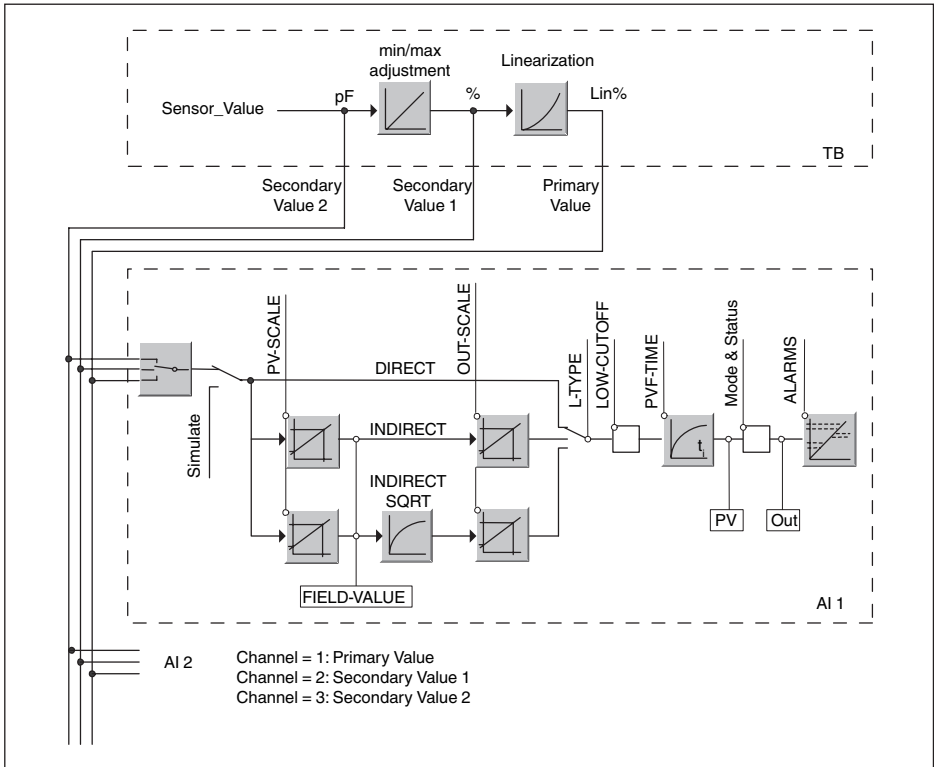 min/max
adjustment
Linearization
Sensor_Value
pF
%
Lin%
TB
Secondary
Value 2
Secondary
Value 1
Primary
Value
PV-SCALE
OUT-SCALE
DIRECT
L-TYPE
LOW-CUTOFF
PVF-TIME
Mode & Status
ALARMS
Simulate
INDIRECT
INDIRECT
SQRT
t
PV
Out
FIELD-VALUE
AI 1
AI 2
Channel = 1: Primary Value
Channel = 2: Secondary Value 1
Channel = 3: Secondary Value 2